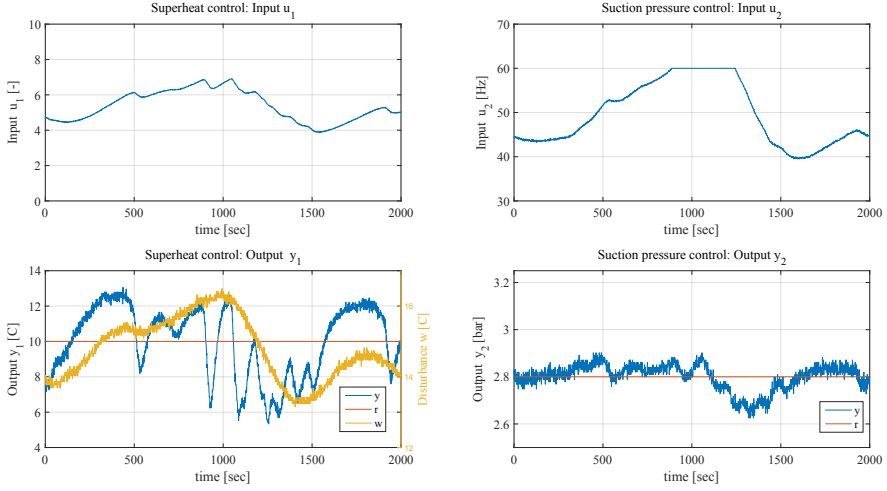 Superheat control: Input u1
Input u1 [-]
10
8
6
4
2
0
0 500 1000 1500 2000
time [sec]
Suction pressure control: Input u2
Input u2 [Hz]
70
60
50
40
30
0 500 1000 1500 2000
time [sec]
Superheat control: Output y1
Output y1 [C]
14
12
10
8
6
4
0 500 1000 1500 2000
time [sec]
Disturbance w [C]
16
14
12
y
r
w
Suction pressure control: Output y2
Output y2 [bar]
3.2
3
2.8
2.6
0 500 1000 1500 2000
time [sec]
y
r